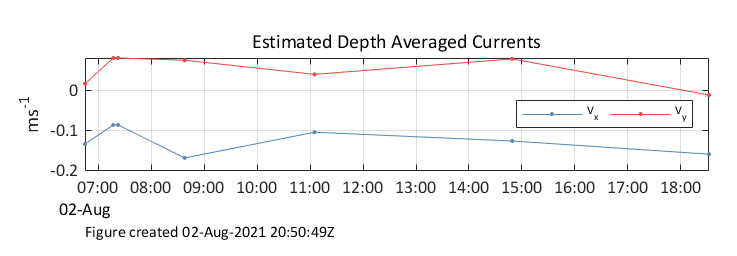 Estimated Depth Averaged Currents
ms-1
0
-0.1
-0.2
Vx Vy
07:00 08:00 09:00 10:00 11:00 12:00 13:00 14:00 15:00 16:00 17:00 18:00
02-Aug
Figure created 02-Aug-2021 20:50:49Z